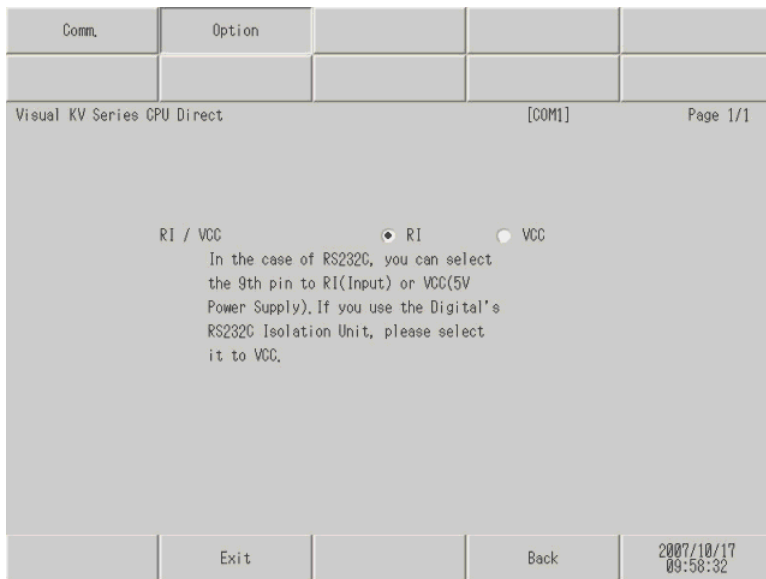 Comm. Option
Visual KV Series CPU Direct [COM1] Page 1/1
RI / VCC RI VCC
In the case of RS232C, you can select
the 9th pin to RI(Input) or VCC(5V
Power Supply).If you use the Digital's
RS232C Isolation Unit, please select
it to VCC.
Exit Back 2007/10/17
09:58:32